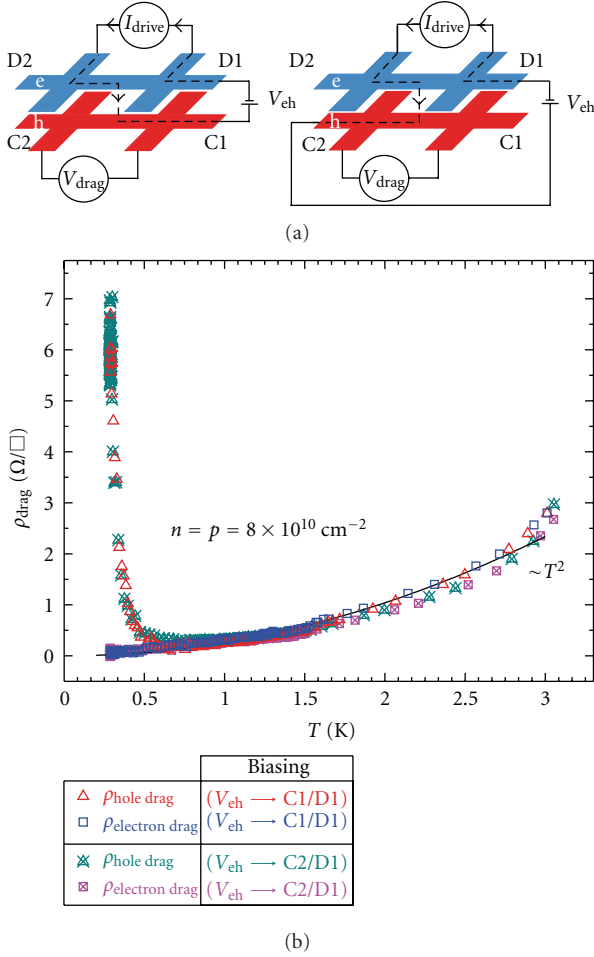 I_drive I_drive
D2 D1 D2 D1
e e
V_eh V_eh
h h
C2 C1 C2 C1
V_drag V_drag
(a)
7
6
5
4
3
2
1
0
ρ_drag (Ω/□)
n = p = 8 × 10^10 cm^−2
~T^2
0 0.5 1 1.5 2 2.5 3
T (K)
Biasing
ρ_hole drag (V_eh → C1/D1)
ρ_electron drag (V_eh → C1/D1)
ρ_hole drag (V_eh → C2/D1)
ρ_electron drag (V_eh → C2/D1)
(b)